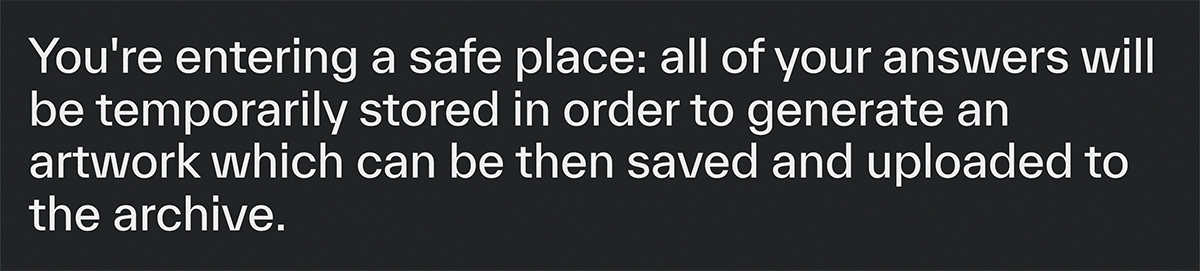 You're entering a safe place: all of your answers will
be temporarily stored in order to generate an
artwork which can be then saved and uploaded to
the archive.